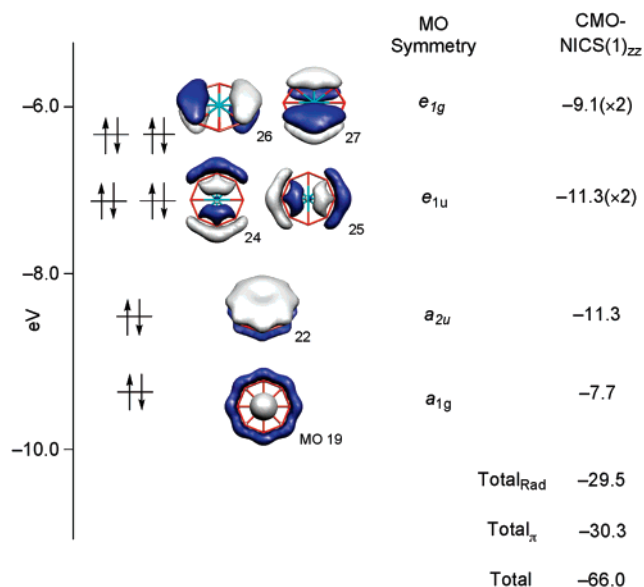 MO Symmetry
CMO-NICS(1)zz
−6.0
26
27
e1g
−9.1(×2)
24
25
e1u
−11.3(×2)
−8.0
eV
22
a2u
−11.3
MO 19
a1g
−7.7
−10.0
TotalRad −29.5
Totalπ −30.3
Total −66.0